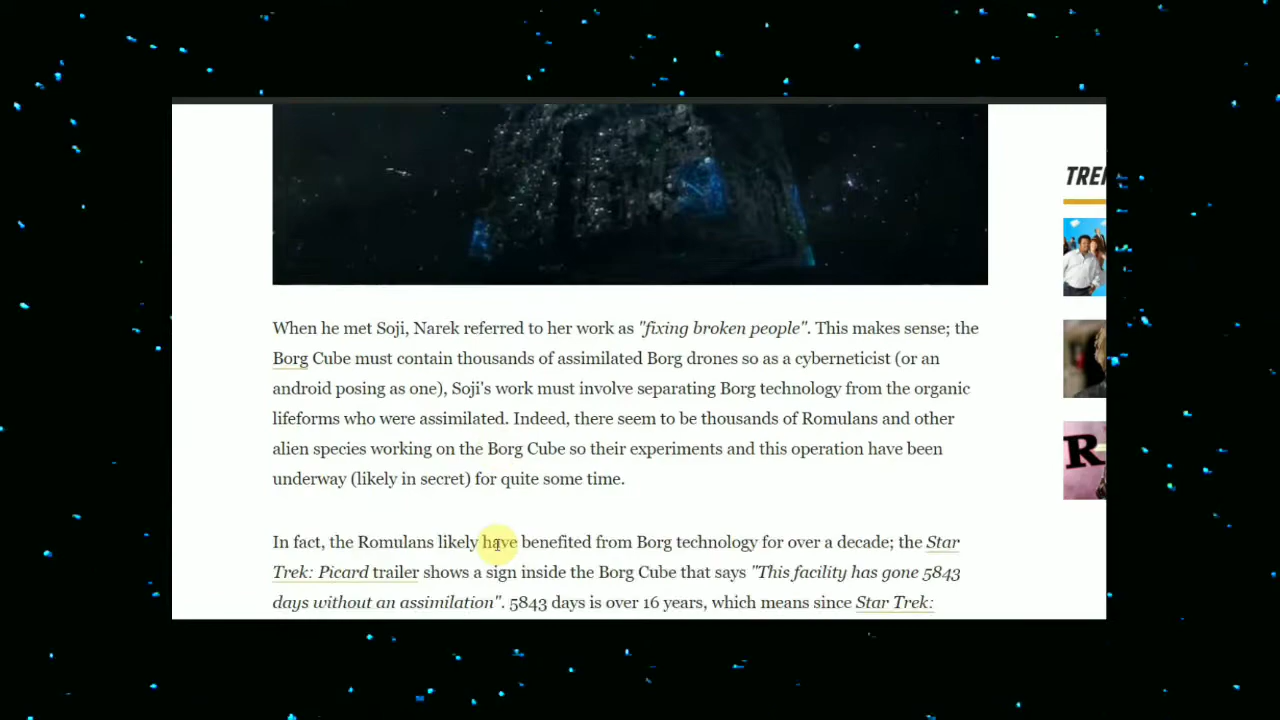 TRE
When he met Soji, Narek referred to her work as "fixing broken people". This makes sense; the
Borg Cube must contain thousands of assimilated Borg drones so as a cyberneticist (or an
android posing as one), Soji's work must involve separating Borg technology from the organic
lifeforms who were assimilated. Indeed, there seem to be thousands of Romulans and other
alien species working on the Borg Cube so their experiments and this operation have been
underway (likely in secret) for quite some time.
R
In fact, the Romulans likely have benefited from Borg technology for over a decade; the Star
Trek: Picard trailer shows a sign inside the Borg Cube that says "This facility has gone 5843
days without an assimilation". 5843 days is over 16 years, which means since Star Trek: